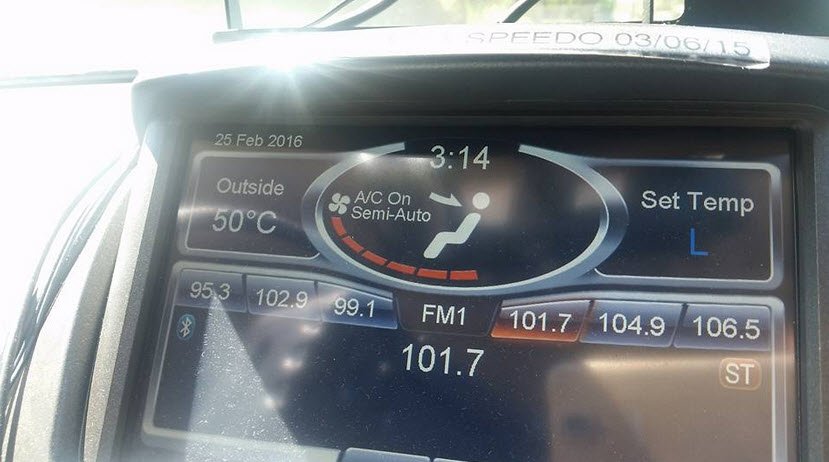 SPEEDO 03/06/15
25 Feb 2016
3:14
Outside
50°C
A/C On
Semi-Auto
Set Temp
L
95.3 102.9 99.1 FM1 101.7 104.9 106.5
101.7
ST